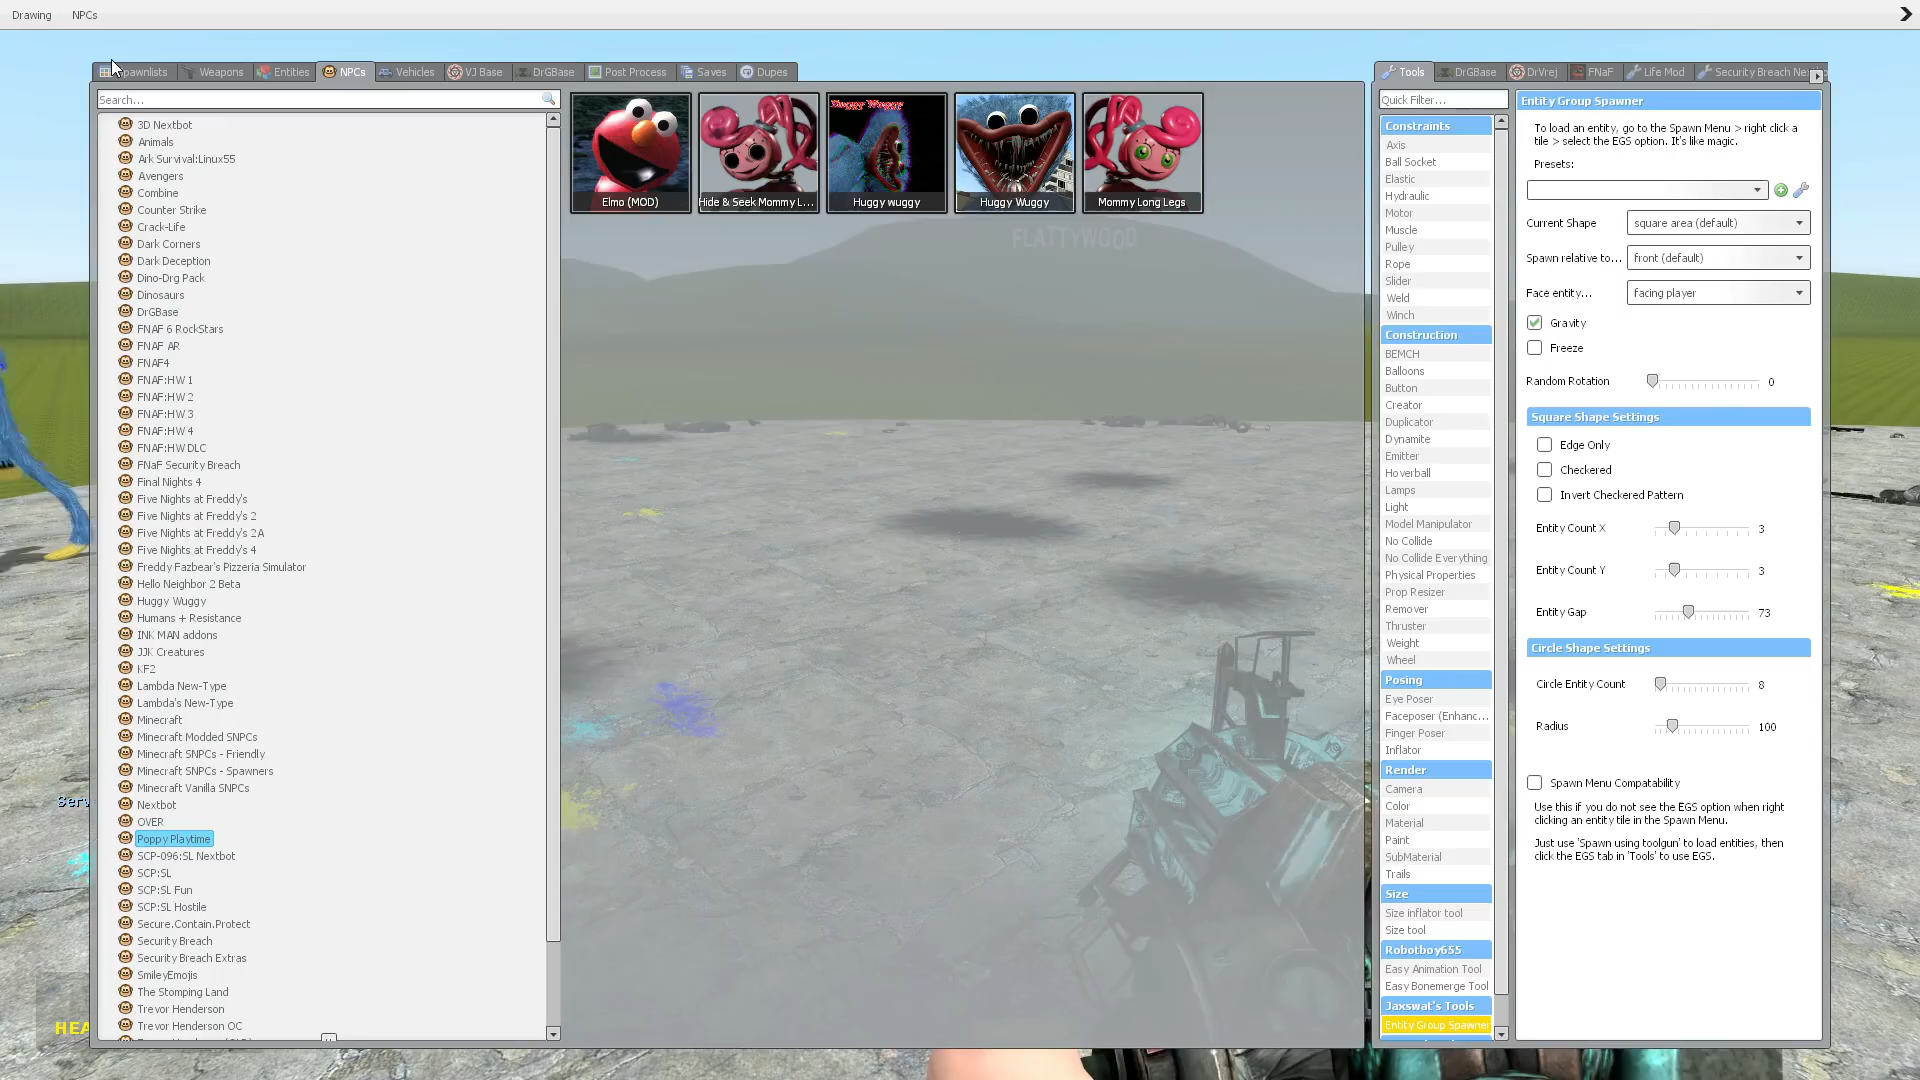 Drawing NPCs
Spawnlists Weapons Entities NPCs Vehicles VJ Base DrGBase Post Process Saves Dupes
Search...
3D Nextbot
Animals
Ark Survival:Linux55
Avengers
Combine
Counter Strike
Crack-Life
Dark Corners
Dark Deception
Dino-Drg Pack
Dinosaurs
DrGBase
FNAF 6 RockStars
FNAF AR
FNAF4
FNAF:HW 1
FNAF:HW 2
FNAF:HW 3
FNAF:HW 4
FNAF:HW DLC
FNaF Security Breach
Final Nights 4
Five Nights at Freddy's
Five Nights at Freddy's 2
Five Nights at Freddy's 2A
Five Nights at Freddy's 4
Freddy Fazbear's Pizzeria Simulator
Hello Neighbor 2 Beta
Huggy Wuggy
Humans + Resistance
INK MAN addons
JJK Creatures
KF2
Lambda New-Type
Lambda's New-Type
Minecraft
Minecraft Modded SNPCs
Minecraft SNPCs - Friendly
Minecraft SNPCs - Spawners
Minecraft Vanilla SNPCs
Nextbot
OVER
Poppy Playtime
SCP-096:SL Nextbot
SCP:SL
SCP:SL Fun
SCP:SL Hostile
Secure.Contain.Protect
Security Breach
Security Breach Extras
SmileyEmojis
The Stomping Land
Trevor Henderson
Trevor Henderson OC
Serv
HEA
Huggy Wuggy
Elmo (MOD) Hide & Seek Mommy L... Huggy wuggy Huggy Wuggy Mommy Long Legs
FLATTYWOOD
Tools DrGBase DrVrej FNaF Life Mod Security Breach
Quick Filter...
Constraints
Axis
Ball Socket
Elastic
Hydraulic
Motor
Muscle
Pulley
Rope
Slider
Weld
Winch
Construction
BEMCH
Balloons
Button
Creator
Duplicator
Dynamite
Emitter
Hoverball
Lamps
Light
Model Manipulator
No Collide
No Collide Everything
Physical Properties
Prop Resizer
Remover
Thruster
Weight
Wheel
Posing
Eye Poser
Faceposer (Enhanc...
Finger Poser
Inflator
Render
Camera
Color
Material
Paint
SubMaterial
Trails
Size
Size inflator tool
Size tool
Robotboy655
Easy Animation Tool
Easy Bonemerge Tool
Jaxswat's Tools
Entity Group Spawner
Entity Group Spawner
To load an entity, go to the Spawn Menu > right click a
tile > select the EGS option. It's like magic.
Presets:
Current Shape square area (default)
Spawn relative to... front (default)
Face entity... facing player
Gravity
Freeze
Random Rotation 0
Square Shape Settings
Edge Only
Checkered
Invert Checkered Pattern
Entity Count X 3
Entity Count Y 3
Entity Gap 73
Circle Shape Settings
Circle Entity Count 8
Radius 100
Spawn Menu Compatability
Use this if you do not see the EGS option when right
clicking an entity tile in the Spawn Menu.
Just use 'Spawn using toolgun' to load entities, then
click the EGS tab in 'Tools' to use EGS.